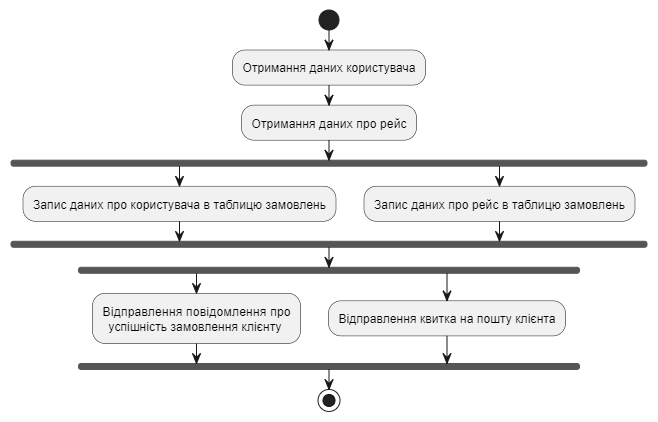 Отримання даних користувача
Отримання даних про рейс
Запис даних про користувача в таблицю замовлень
Запис даних про рейс в таблицю замовлень
Відправлення повідомлення про
успішність замовлення клієнту
Відправлення квитка на пошту клієнта